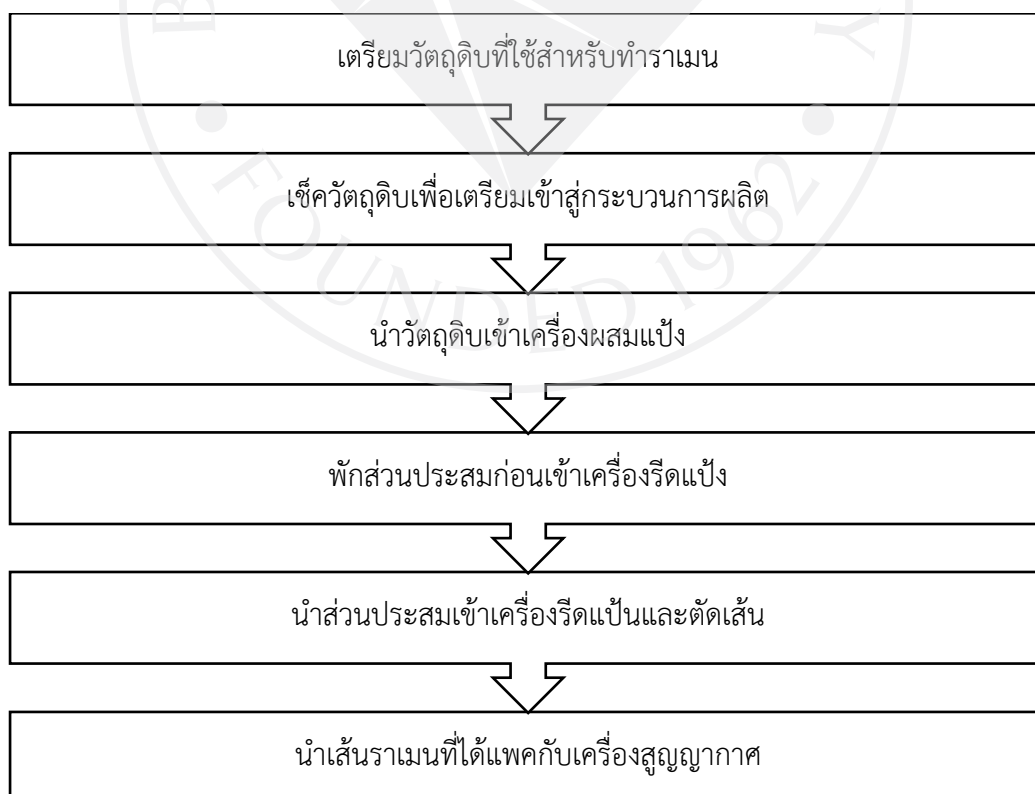 เตรียมวัตถุดิบที่ใช้สำหรับทำราเมน
เช็ควัตถุดิบเพื่อเตรียมเข้าสู่กระบวนการผลิต
นำวัตถุดิบเข้าเครื่องผสมแป้ง
พักส่วนประสมก่อนเข้าเครื่องรีดแป้ง
นำส่วนประสมเข้าเครื่องรีดแป้นและตัดเส้น
นำเส้นราเมนที่ได้แพคกับเครื่องสูญญากาศ
B
Y
• FOUNDED 1962 •